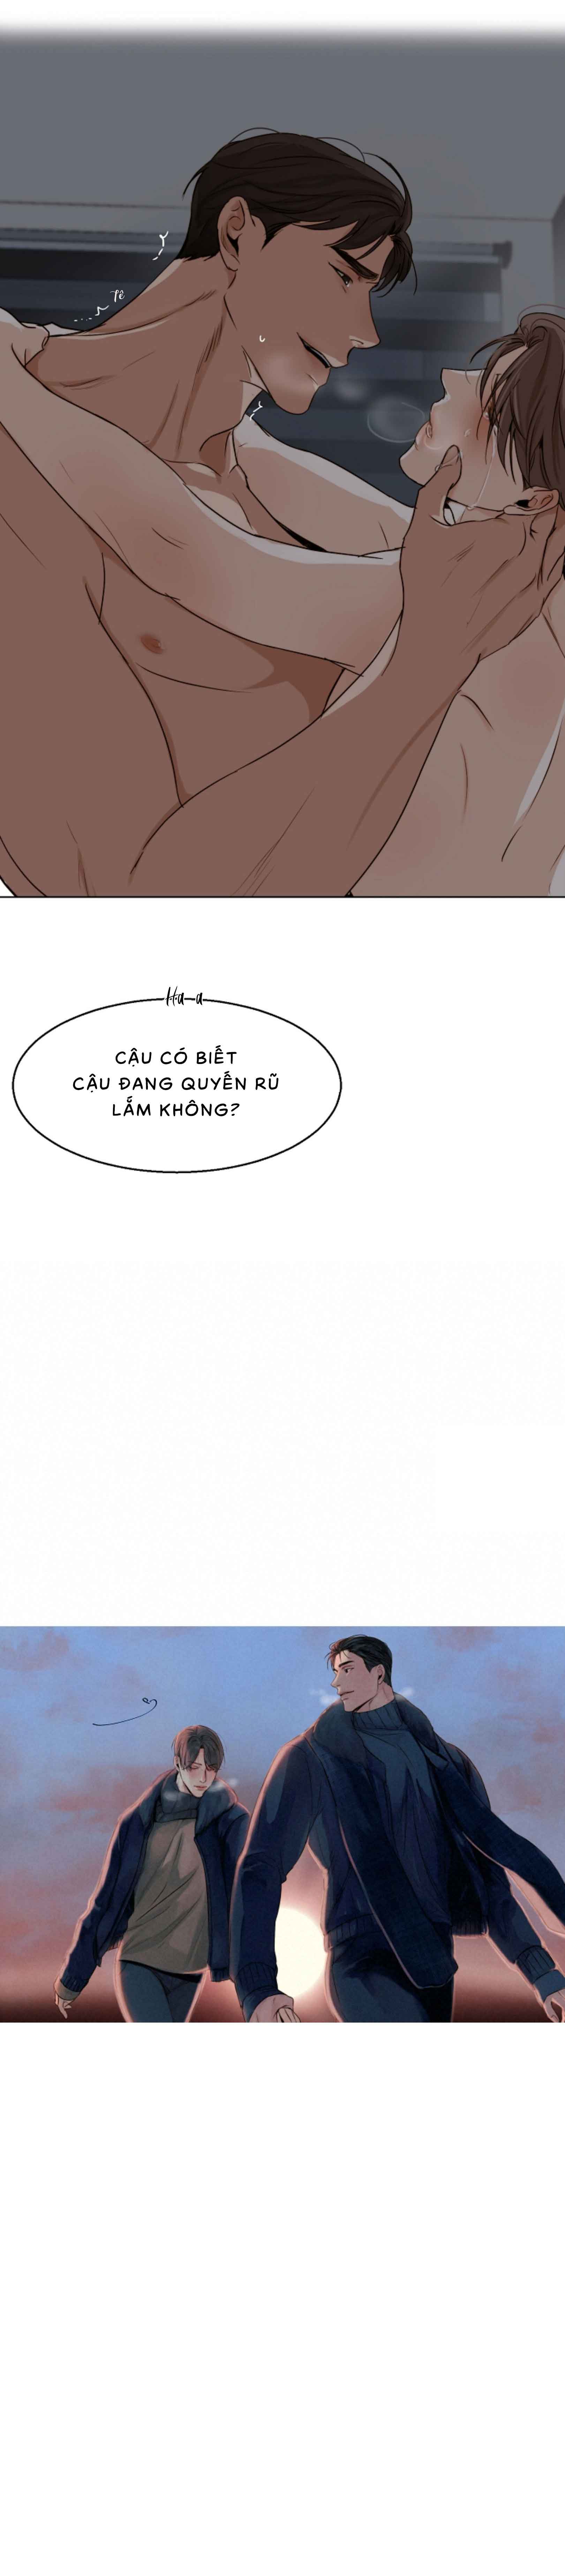 Tê
Ha-a-
CẬU CÓ BIẾT
CẬU ĐANG QUYẾN RŨ
LẮM KHÔNG?